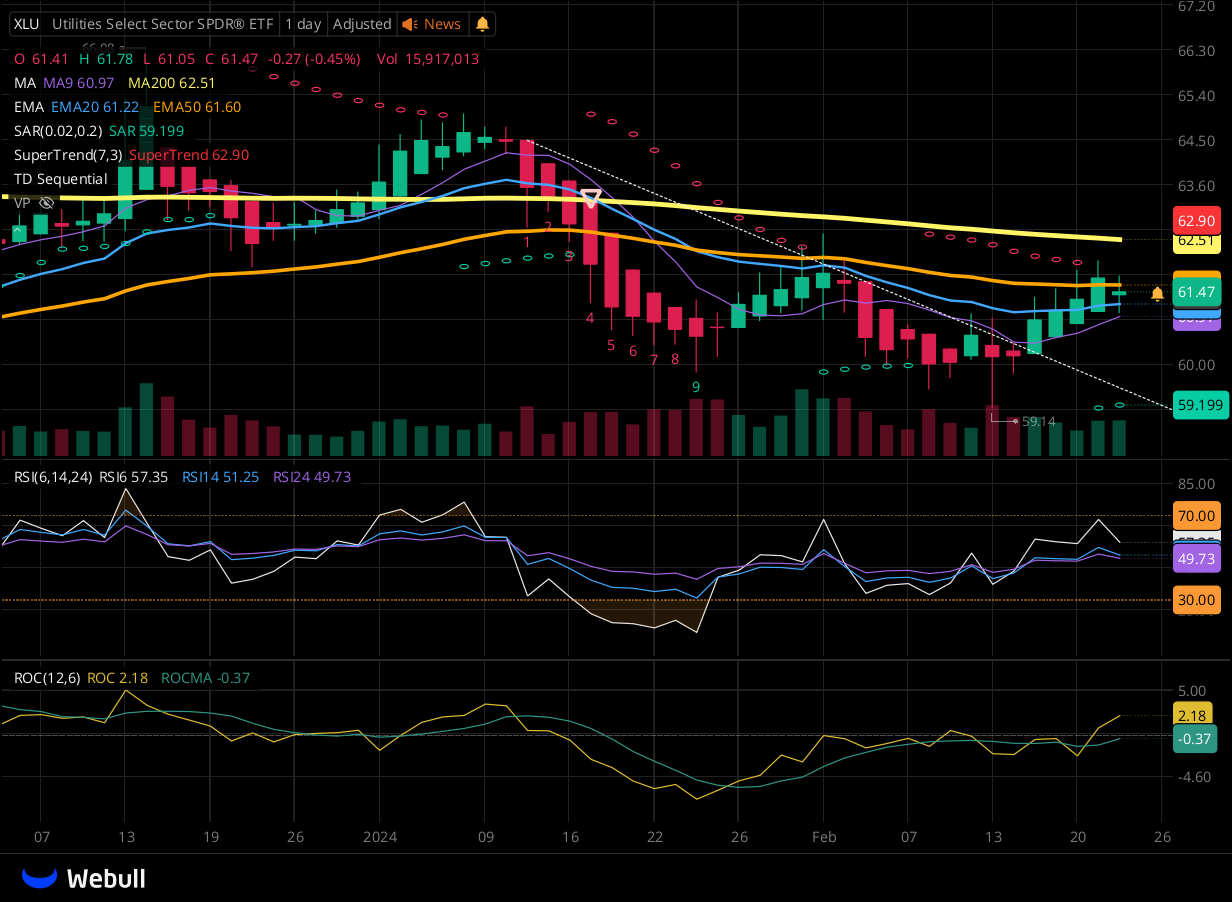 XLU Utilities Select Sector SPDR® ETF 1 day Adjusted News
66.08
O 61.41 H 61.78 L 61.05 C 61.47 -0.27 (-0.45%) Vol 15,917,013
MA MA9 60.97 MA200 62.51
EMA EMA20 61.22 EMA50 61.60
SAR(0.02,0.2) SAR 59.199
SuperTrend(7,3) SuperTrend 62.90
TD Sequential
VP
67.20
66.30
65.40
64.50
63.60
62.90
62.51
61.47
60.97
60.00
59.199
1
2
3
4
5
6
7
8
9
59.14
RSI(6,14,24) RSI6 57.35 RSI14 51.25 RSI24 49.73
85.00
70.00
57.35
49.73
30.00
ROC(12,6) ROC 2.18 ROCMA -0.37
5.00
2.18
-0.37
-4.60
07 13 19 26 2024 09 16 22 26 Feb 07 13 20 26
Webull